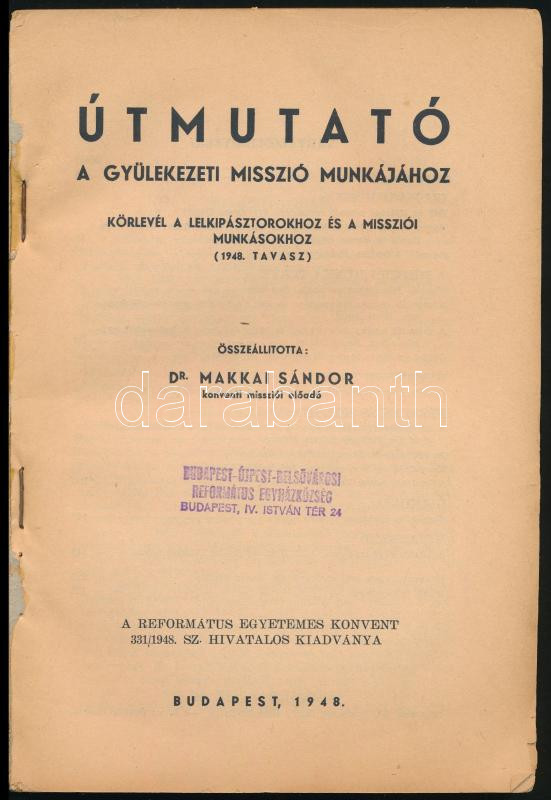 ÚTMUTATÓ
A GYÜLEKEZETI MISSZIÓ MUNKÁJÁHOZ
KÖRLEVÉL A LELKIPÁSZTOROKHOZ ÉS A MISSZIÓI
MUNKÁSOKHOZ
(1948. TAVASZ)
ÖSSZEÁLLITOTTA:
DR. MAKKAI SÁNDOR
konventi missziói előadó
darabanth
BUDAPEST-ÚJPEST-BELSŐVÁROSI
REFORMÁTUS EGYHÁZKÖZSÉG
BUDAPEST, IV. ISTVÁN TÉR 24
A REFORMÁTUS EGYETEMES KONVENT
331/1948. SZ. HIVATALOS KIADVÁNYA
BUDAPEST, 1948.